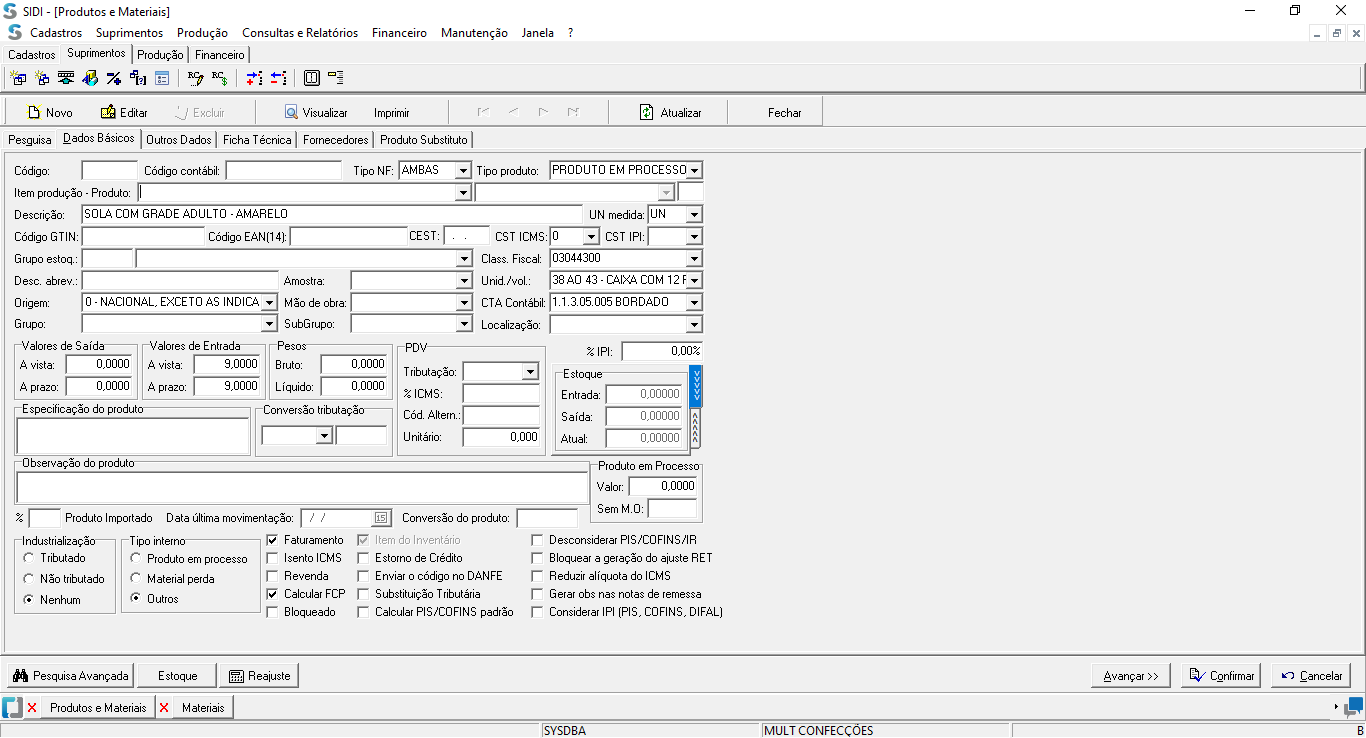 SIDI - [Produtos e Materiais]
Cadastros Suprimentos Produção Consultas e Relatórios Financeiro Manutenção Janela ?
Cadastros Suprimentos Produção Financeiro
Novo Editar Excluir Visualizar Imprimir Atualizar Fechar
Pesquisa Dados Básicos Outros Dados Ficha Técnica Fornecedores Produto Substituto
Código: Código contábil: Tipo NF: AMBAS Tipo produto: PRODUTO EM PROCESSO
Item produção - Produto:
Descrição: SOLA COM GRADE ADULTO - AMARELO UN medida: UN
Código GTIN: Código EAN(14): CEST: . . CST ICMS: 0 CST IPI:
Grupo estoq.: Class. Fiscal: 03044300
Desc. abrev.: Amostra: Unid./vol.: 38 AO 43 - CAIXA COM 12 F
Origem: 0 - NACIONAL, EXCETO AS INDICA Mão de obra: CTA Contábil: 1.1.3.05.005 BORDADO
Grupo: SubGrupo: Localização:
Valores de Saída Valores de Entrada Pesos PDV % IPI: 0,00%
A vista: 0,0000 A vista: 9,0000 Bruto: 0,0000 Tributação: Estoque
A prazo: 0,0000 A prazo: 9,0000 Líquido: 0,0000 % ICMS: Entrada: 0,00000
Especificação do produto Conversão tributação Cód. Altern.: Saída: 0,00000
Unitário: 0,000 Atual: 0,00000
Observação do produto Produto em Processo
Valor: 0,0000
Sem M.O:
% Produto Importado Data última movimentação: / / 15 Conversão do produto:
Industrialização Tipo interno Faturamento Item do Inventário Desconsiderar PIS/COFINS/IR
Tributado Produto em processo Isento ICMS Estorno de Crédito Bloquear a geração do ajuste RET
Não tributado Material perda Revenda Enviar o código no DANFE Reduzir alíquota do ICMS
Nenhum Outros Calcular FCP Substituição Tributária Gerar obs nas notas de remessa
Bloqueado Calcular PIS/COFINS padrão Considerar IPI (PIS, COFINS, DIFAL)
Pesquisa Avançada Estoque Reajuste Avançar >> Confirmar Cancelar
Produtos e Materiais Materiais
SYSDBA MULT CONFECÇÕES B